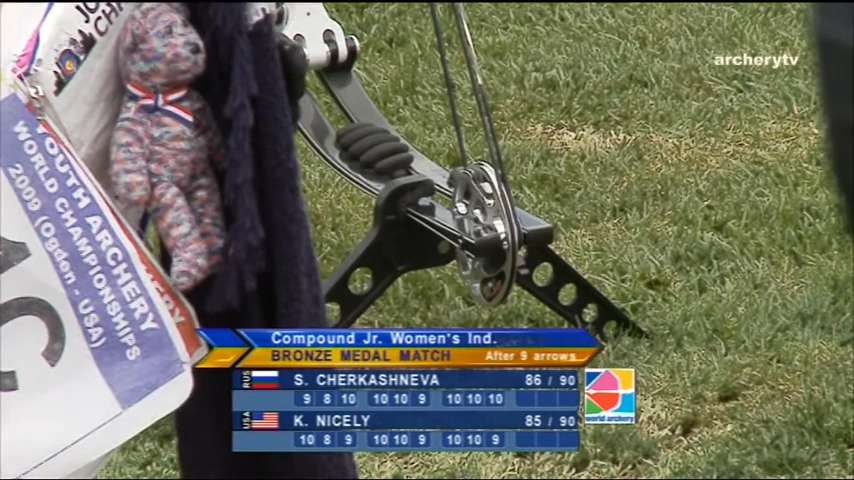 archerytv
JO
CH
YOUTH ARCHERY
WORLD CHAMPIONSHIPS
2009 (Ogden - USA)
Compound Jr. Women's Ind.
BRONZE MEDAL MATCH After 9 arrows
RUS S. CHERKASHNEVA 86 / 90
9 8 10 10 10 9 10 10 10
USA K. NICELY 85 / 90
10 8 9 10 10 9 10 10 9
world archery